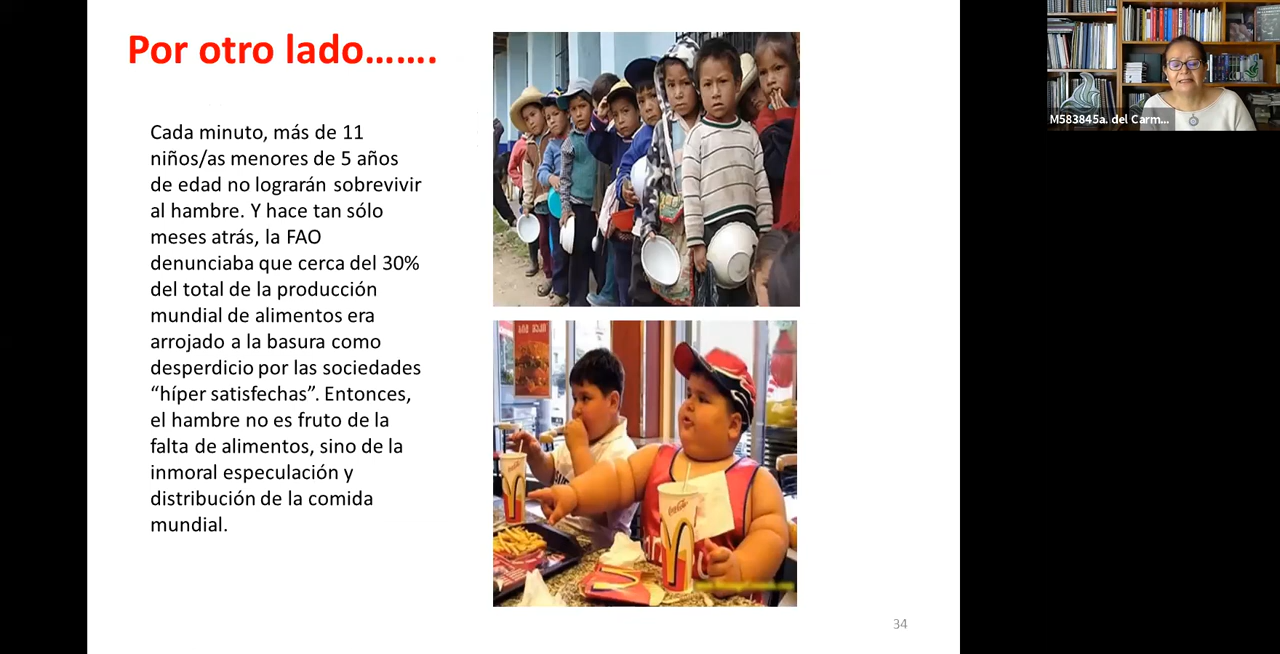 Por otro lado.......
Cada minuto, más de 11
niños/as menores de 5 años
de edad no lograrán sobrevivir
al hambre. Y hace tan sólo
meses atrás, la FAO
denunciaba que cerca del 30%
del total de la producción
mundial de alimentos era
arrojado a la basura como
desperdicio por las sociedades
“híper satisfechas”. Entonces,
el hambre no es fruto de la
falta de alimentos, sino de la
inmoral especulación y
distribución de la comida
mundial.
Coca-Cola
34
M583845a. del Carm...